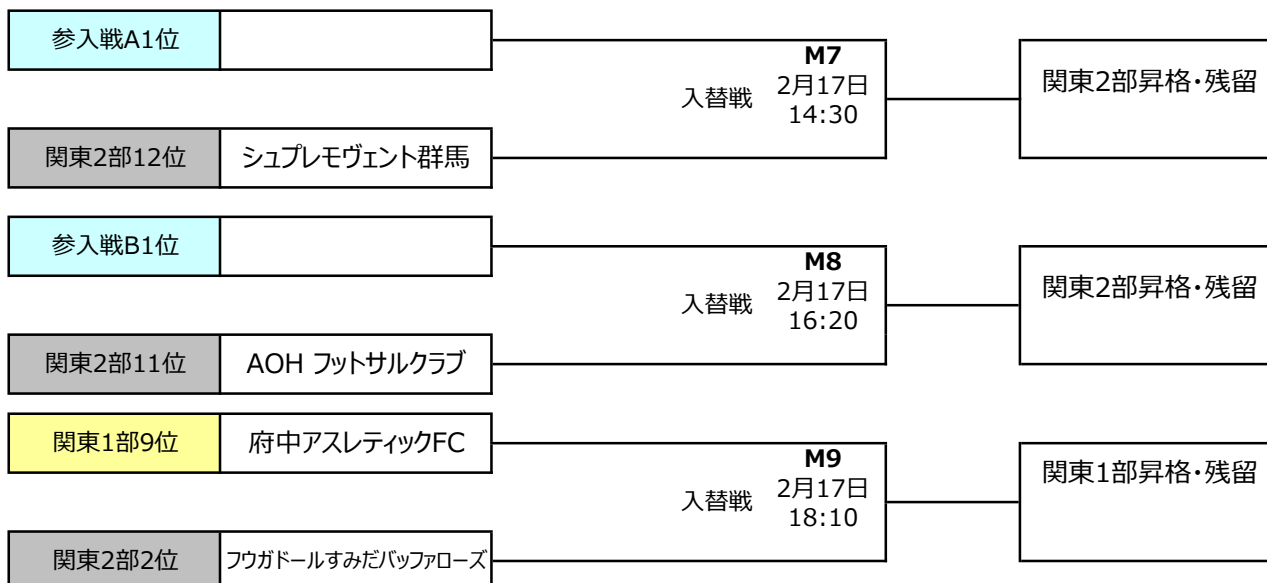 参入戦A1位
M7
2月17日
入替戦
14:30
関東2部昇格・残留
関東2部12位 シュプレモヴェント群馬
参入戦B1位
M8
2月17日
入替戦
16:20
関東2部昇格・残留
関東2部11位 AOH フットサルクラブ
関東1部9位 府中アスレティックFC
M9
2月17日
入替戦
18:10
関東1部昇格・残留
関東2部2位 フウガドールすみだバッファローズ